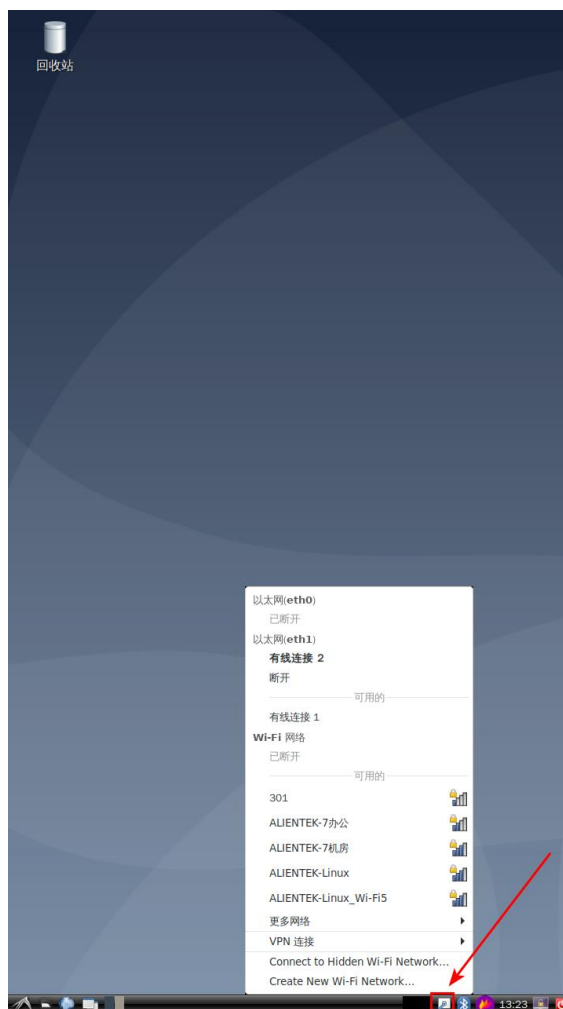 回收站
以太网(eth0)
已断开
以太网(eth1)
有线连接 2
断开
可用的
有线连接 1
Wi-Fi 网络
已断开
可用的
301
ALIENTEK-7办公
ALIENTEK-7机房
ALIENTEK-Linux
ALIENTEK-Linux_Wi-Fi5
更多网络
VPN 连接
Connect to Hidden Wi-Fi Network...
Create New Wi-Fi Network...
13:23